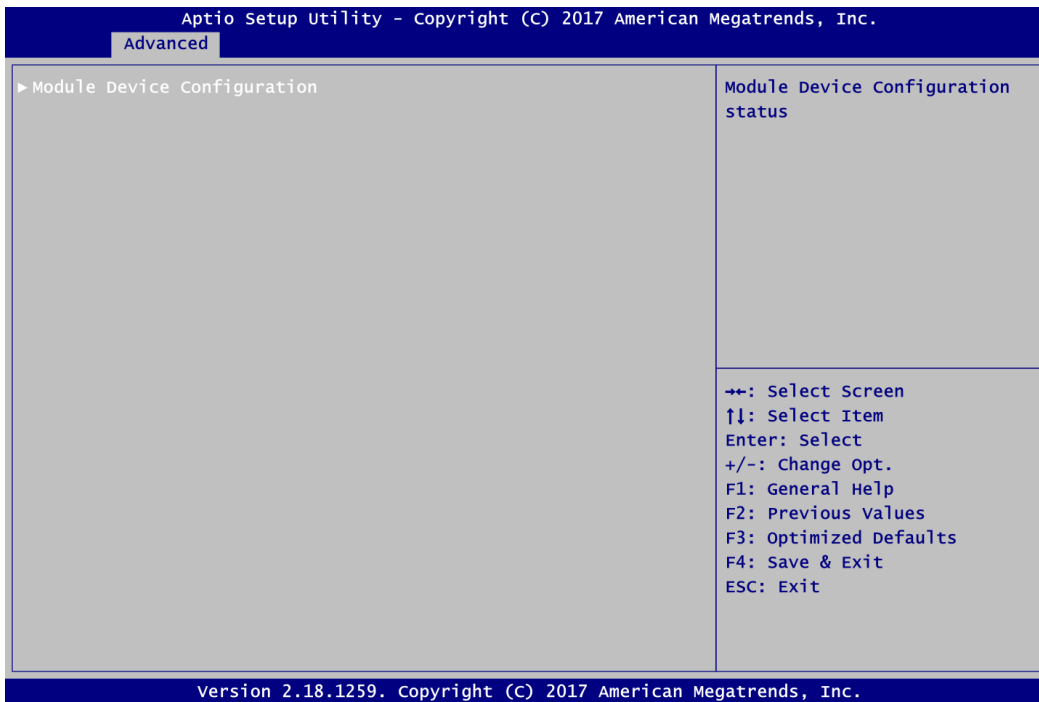 Aptio Setup Utility - Copyright (C) 2017 American Megatrends, Inc.
Advanced
▶ Module Device Configuration
Module Device Configuration
status
→←: Select Screen
↑↓: Select Item
Enter: Select
+/-: Change Opt.
F1: General Help
F2: Previous Values
F3: Optimized Defaults
F4: Save & Exit
ESC: Exit
Version 2.18.1259. Copyright (C) 2017 American Megatrends, Inc.